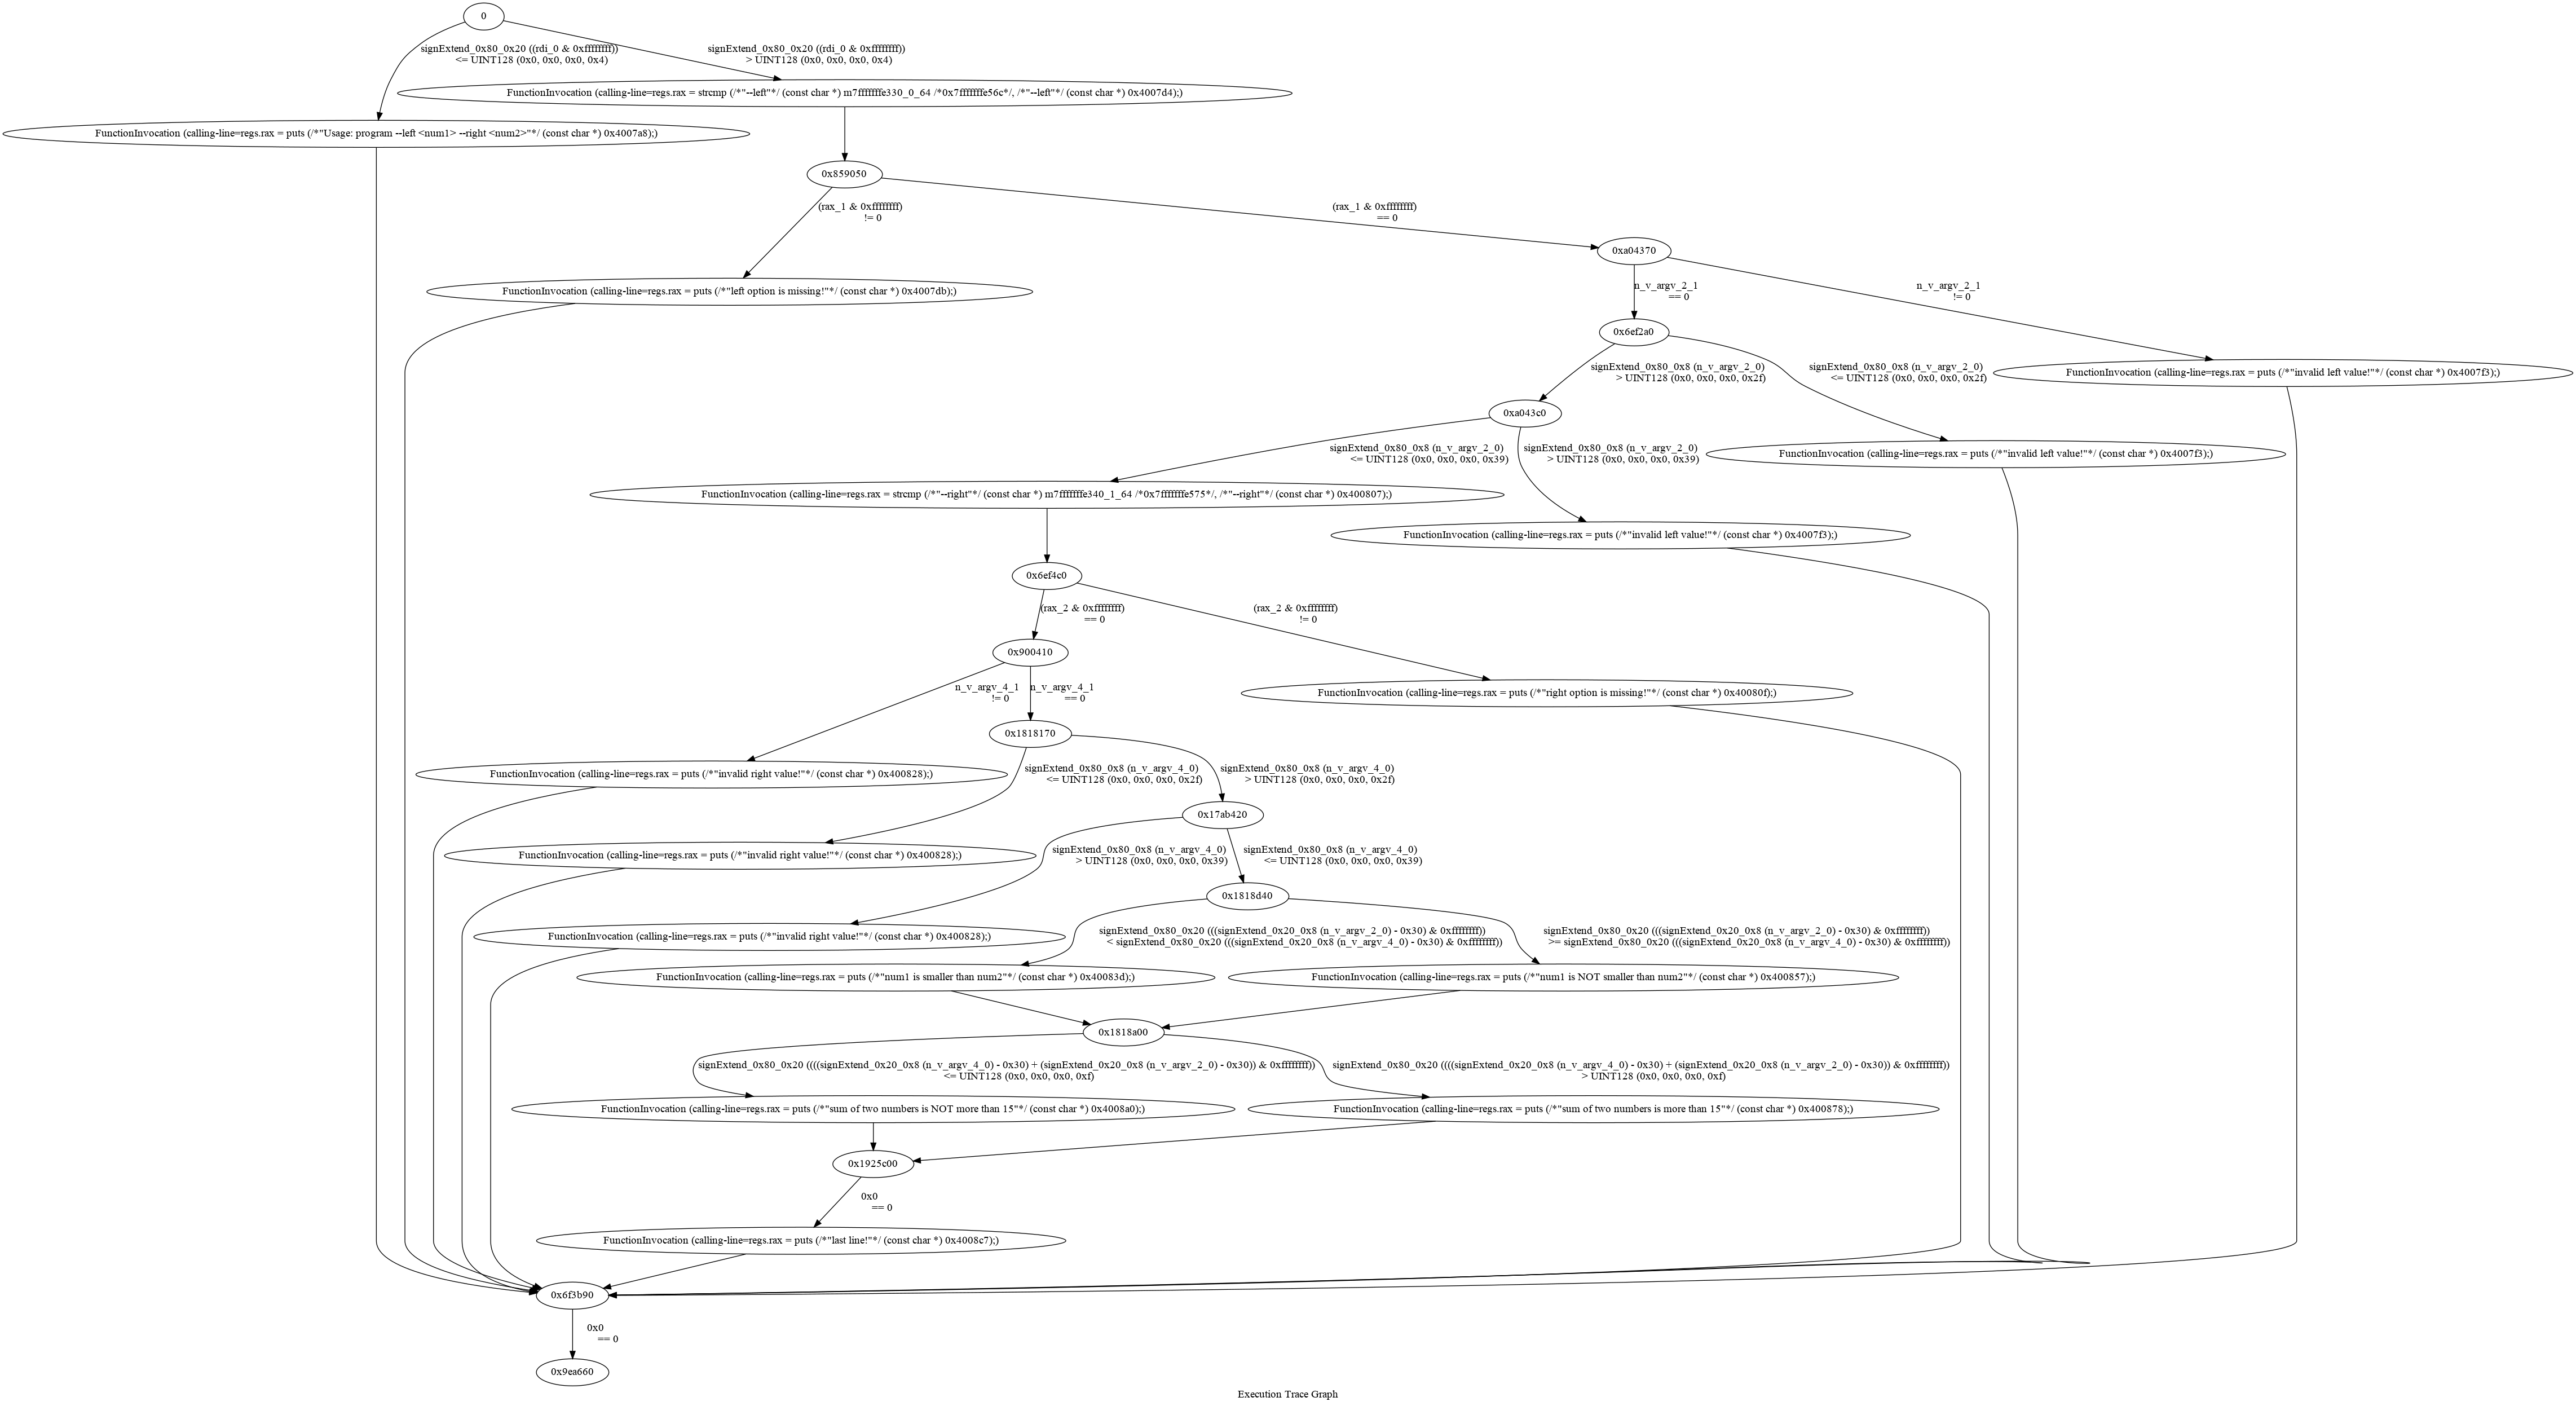 0
signExtend_0x80_0x20 ((rdi_0 & 0xffffffff))
<= UINT128 (0x0, 0x0, 0x0, 0x4)
signExtend_0x80_0x20 ((rdi_0 & 0xffffffff))
> UINT128 (0x0, 0x0, 0x0, 0x4)
FunctionInvocation (calling-line=regs.rax = strcmp (/*"--left"*/ (const char *) m7fffffffe330_0_64 /*0x7fffffffe56c*/, /*"--left"*/ (const char *) 0x4007d4);)
FunctionInvocation (calling-line=regs.rax = puts (/*"Usage: program --left <num1> --right <num2>"*/ (const char *) 0x4007a8);)
0x859050
(rax_1 & 0xffffffff)
!= 0
(rax_1 & 0xffffffff)
== 0
0xa04370
FunctionInvocation (calling-line=regs.rax = puts (/*"left option is missing!"*/ (const char *) 0x4007db);)
n_v_argv_2_1
== 0
n_v_argv_2_1
!= 0
0x6ef2a0
signExtend_0x80_0x8 (n_v_argv_2_0)
> UINT128 (0x0, 0x0, 0x0, 0x2f)
signExtend_0x80_0x8 (n_v_argv_2_0)
<= UINT128 (0x0, 0x0, 0x0, 0x2f)
FunctionInvocation (calling-line=regs.rax = puts (/*"invalid left value!"*/ (const char *) 0x4007f3);)
0xa043c0
signExtend_0x80_0x8 (n_v_argv_2_0)
<= UINT128 (0x0, 0x0, 0x0, 0x39)
signExtend_0x80_0x8 (n_v_argv_2_0)
> UINT128 (0x0, 0x0, 0x0, 0x39)
FunctionInvocation (calling-line=regs.rax = puts (/*"invalid left value!"*/ (const char *) 0x4007f3);)
FunctionInvocation (calling-line=regs.rax = strcmp (/*"--right"*/ (const char *) m7fffffffe340_1_64 /*0x7fffffffe575*/, /*"--right"*/ (const char *) 0x400807);)
FunctionInvocation (calling-line=regs.rax = puts (/*"invalid left value!"*/ (const char *) 0x4007f3);)
0x6ef4c0
(rax_2 & 0xffffffff)
== 0
(rax_2 & 0xffffffff)
!= 0
0x900410
n_v_argv_4_1
!= 0
n_v_argv_4_1
== 0
FunctionInvocation (calling-line=regs.rax = puts (/*"right option is missing!"*/ (const char *) 0x40080f);)
0x1818170
FunctionInvocation (calling-line=regs.rax = puts (/*"invalid right value!"*/ (const char *) 0x400828);)
signExtend_0x80_0x8 (n_v_argv_4_0)
<= UINT128 (0x0, 0x0, 0x0, 0x2f)
signExtend_0x80_0x8 (n_v_argv_4_0)
> UINT128 (0x0, 0x0, 0x0, 0x2f)
0x17ab420
FunctionInvocation (calling-line=regs.rax = puts (/*"invalid right value!"*/ (const char *) 0x400828);)
signExtend_0x80_0x8 (n_v_argv_4_0)
> UINT128 (0x0, 0x0, 0x0, 0x39)
signExtend_0x80_0x8 (n_v_argv_4_0)
<= UINT128 (0x0, 0x0, 0x0, 0x39)
0x1818d40
FunctionInvocation (calling-line=regs.rax = puts (/*"invalid right value!"*/ (const char *) 0x400828);)
signExtend_0x80_0x20 (((signExtend_0x20_0x8 (n_v_argv_2_0) - 0x30) & 0xffffffff))
< signExtend_0x80_0x20 (((signExtend_0x20_0x8 (n_v_argv_4_0) - 0x30) & 0xffffffff))
signExtend_0x80_0x20 (((signExtend_0x20_0x8 (n_v_argv_2_0) - 0x30) & 0xffffffff))
>= signExtend_0x80_0x20 (((signExtend_0x20_0x8 (n_v_argv_4_0) - 0x30) & 0xffffffff))
FunctionInvocation (calling-line=regs.rax = puts (/*"num1 is smaller than num2"*/ (const char *) 0x40083d);)
FunctionInvocation (calling-line=regs.rax = puts (/*"num1 is NOT smaller than num2"*/ (const char *) 0x400857);)
0x1818a00
signExtend_0x80_0x20 ((((signExtend_0x20_0x8 (n_v_argv_4_0) - 0x30) + (signExtend_0x20_0x8 (n_v_argv_2_0) - 0x30)) & 0xffffffff))
<= UINT128 (0x0, 0x0, 0x0, 0xf)
signExtend_0x80_0x20 ((((signExtend_0x20_0x8 (n_v_argv_4_0) - 0x30) + (signExtend_0x20_0x8 (n_v_argv_2_0) - 0x30)) & 0xffffffff))
> UINT128 (0x0, 0x0, 0x0, 0xf)
FunctionInvocation (calling-line=regs.rax = puts (/*"sum of two numbers is NOT more than 15"*/ (const char *) 0x4008a0);)
FunctionInvocation (calling-line=regs.rax = puts (/*"sum of two numbers is more than 15"*/ (const char *) 0x400878);)
0x1925c00
0x0
== 0
FunctionInvocation (calling-line=regs.rax = puts (/*"last line!"*/ (const char *) 0x4008c7);)
0x6f3b90
0x0
== 0
0x9ea660
Execution Trace Graph